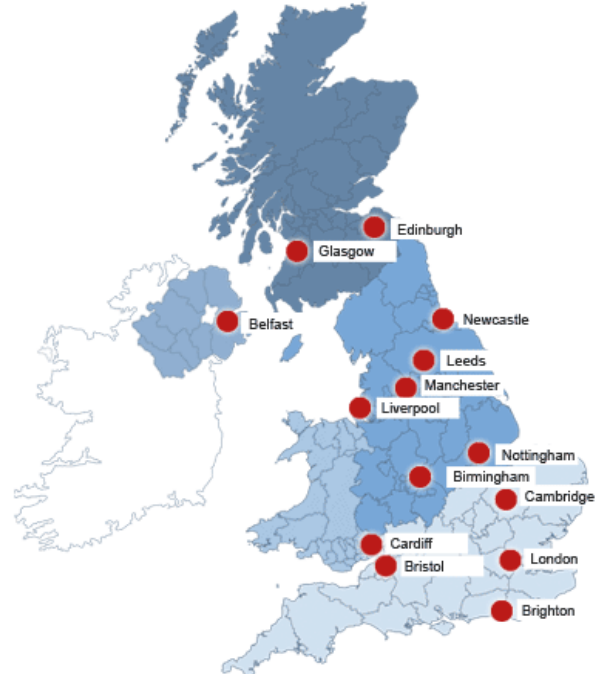 Edinburgh
Glasgow
Newcastle
Belfast
Leeds
Manchester
Liverpool
Nottingham
Birmingham
Cambridge
Cardiff
London
Bristol
Brighton